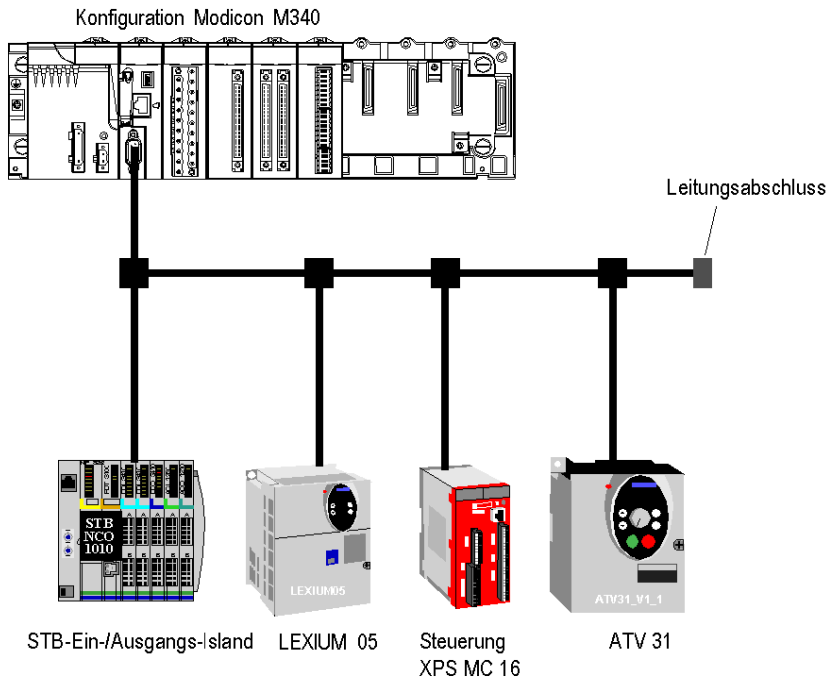 Konfiguration Modicon M340
Leitungsabschluss
STB
NCO
1010
LEXIUM05
ATV31_V1_1
STB-Ein-/Ausgangs-Island
LEXIUM 05
Steuerung
XPS MC 16
ATV 31